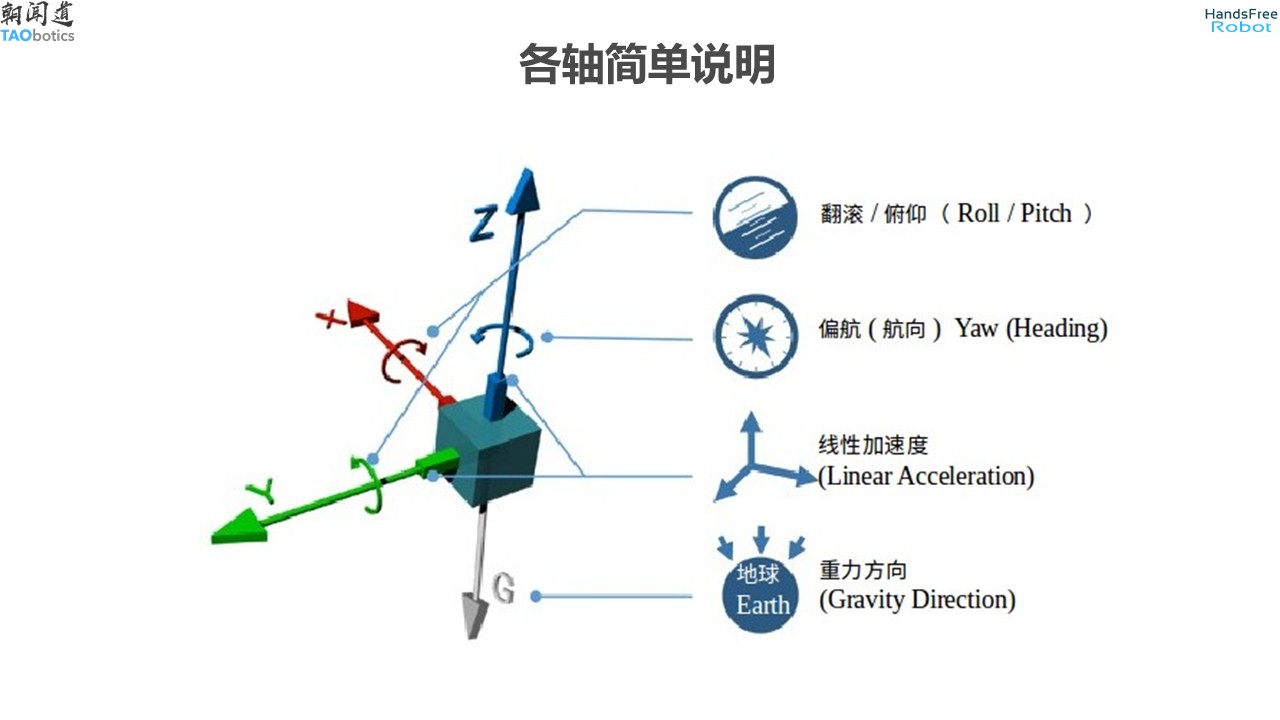 朝闻道
TAObotics
HandsFree
Robot
各轴简单说明
Z
X
Y
G
翻滚 / 俯仰（ Roll / Pitch ）
偏航 ( 航向 ) Yaw (Heading)
线性加速度
(Linear Acceleration)
地球
Earth
重力方向
(Gravity Direction)